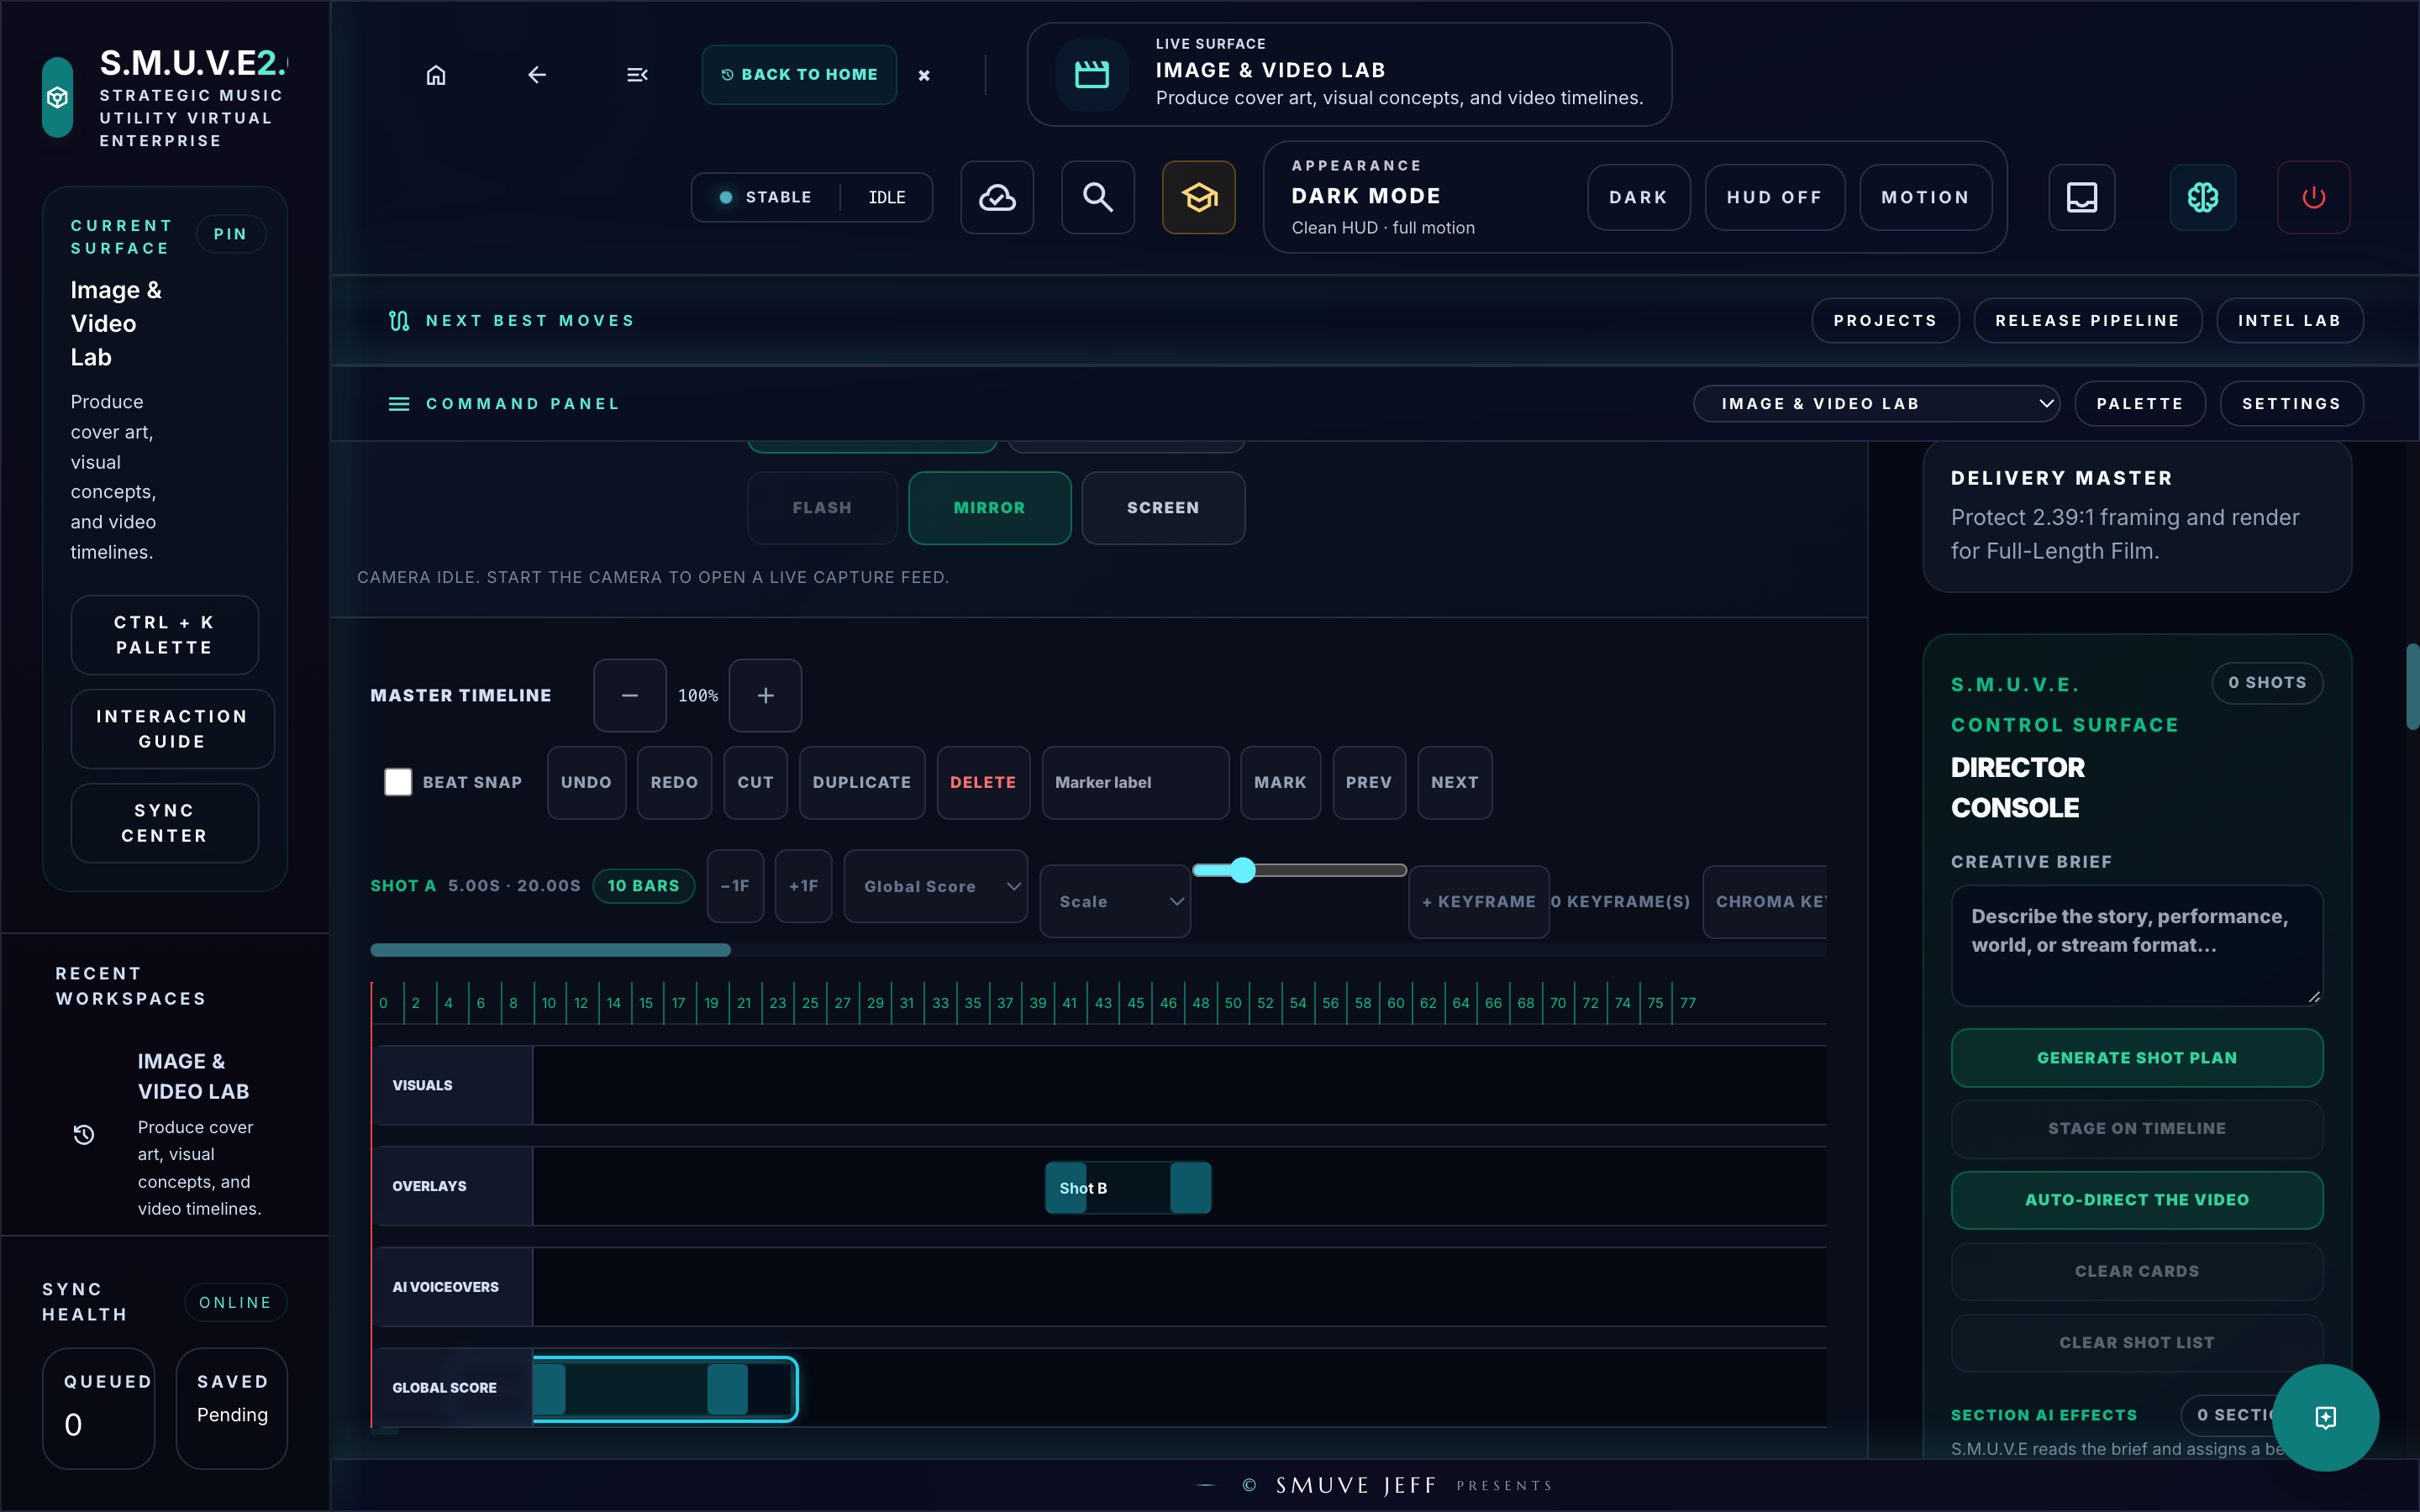 S.M.U.V.E2.
STRATEGIC MUSIC
UTILITY VIRTUAL
ENTERPRISE
CURRENT
SURFACE
PIN
Image &
Video
Lab
Produce
cover art,
visual
concepts,
and video
timelines.
CTRL + K
PALETTE
INTERACTION
GUIDE
SYNC
CENTER
RECENT
WORKSPACES
IMAGE &
VIDEO LAB
Produce cover
art, visual
concepts, and
video timelines.
SYNC
HEALTH
ONLINE
QUEUED
0
SAVED
Pending
BACK TO HOME
×
LIVE SURFACE
IMAGE & VIDEO LAB
Produce cover art, visual concepts, and video timelines.
STABLE
IDLE
APPEARANCE
DARK MODE
Clean HUD · full motion
DARK
HUD OFF
MOTION
NEXT BEST MOVES
PROJECTS
RELEASE PIPELINE
INTEL LAB
COMMAND PANEL
IMAGE & VIDEO LAB
PALETTE
SETTINGS
FLASH
MIRROR
SCREEN
CAMERA IDLE. START THE CAMERA TO OPEN A LIVE CAPTURE FEED.
MASTER TIMELINE
−
100%
+
BEAT SNAP
UNDO
REDO
CUT
DUPLICATE
DELETE
Marker label
MARK
PREV
NEXT
SHOT A
5.00S · 20.00S
10 BARS
−1F
+1F
Global Score
Scale
+ KEYFRAME
0 KEYFRAME(S)
CHROMA KEY
0 2 4 6 8 10 12 14 15 17 19 21 23 25 27 29 31 33 35 37 39 41 43 45 46 48 50 52 54 56 58 60 62 64 66 68 70 72 74 75 77
VISUALS
OVERLAYS
Shot B
AI VOICEOVERS
GLOBAL SCORE
DELIVERY MASTER
Protect 2.39:1 framing and render
for Full-Length Film.
S.M.U.V.E.
CONTROL SURFACE
0 SHOTS
DIRECTOR
CONSOLE
CREATIVE BRIEF
Describe the story, performance,
world, or stream format...
GENERATE SHOT PLAN
STAGE ON TIMELINE
AUTO-DIRECT THE VIDEO
CLEAR CARDS
CLEAR SHOT LIST
SECTION AI EFFECTS
0 SECTI
S.M.U.V.E reads the brief and assigns a be
© SMUVE JEFF PRESENTS